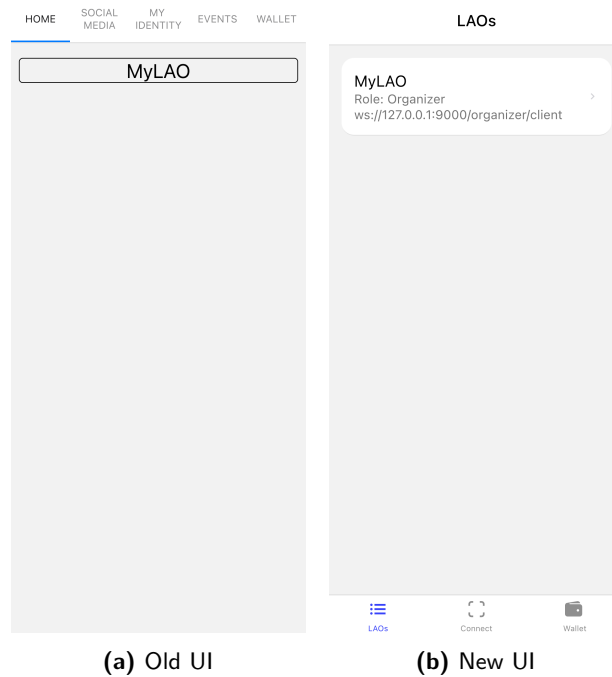 HOME
SOCIAL
MEDIA
MY
IDENTITY
EVENTS
WALLET
MyLAO
(a) Old UI
LAOs
MyLAO
Role: Organizer
ws://127.0.0.1:9000/organizer/client
LAOs
Connect
Wallet
(b) New UI